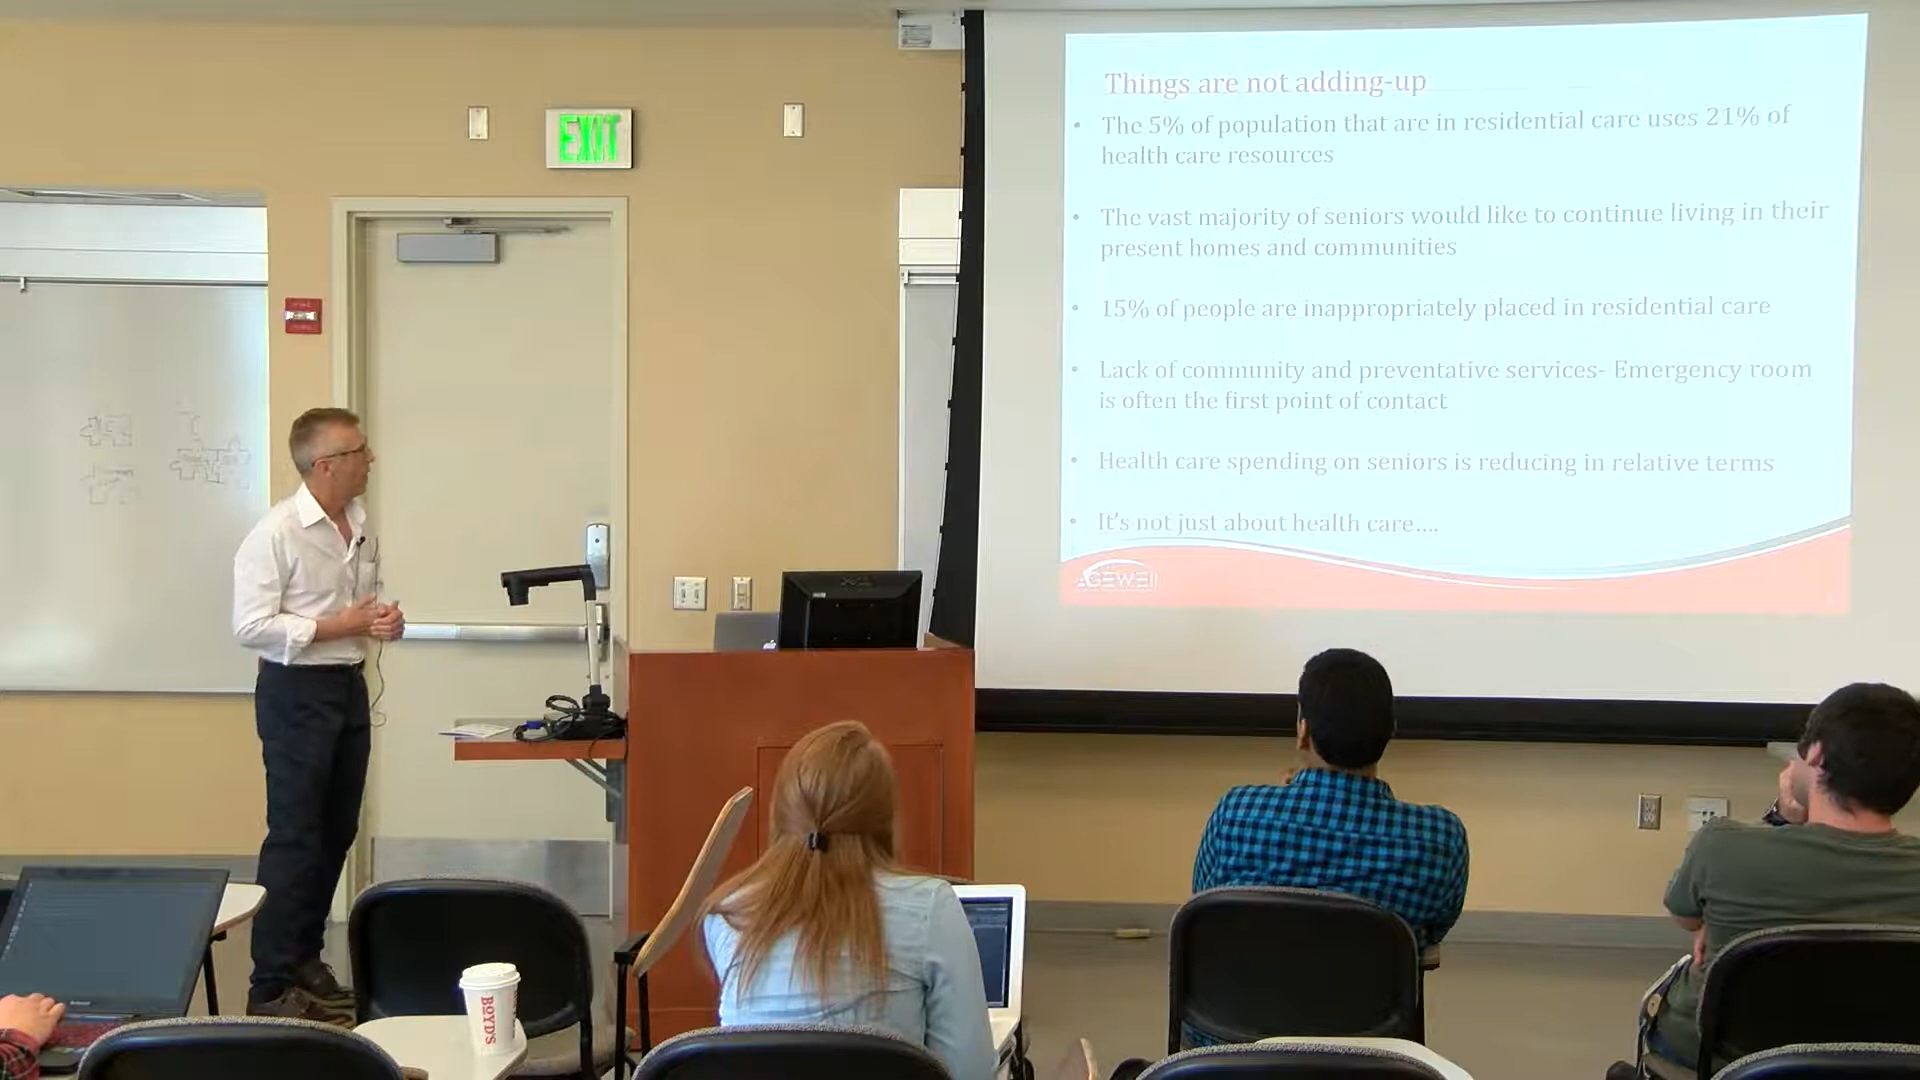 EXIT
Things are not adding-up
• The 5% of population that are in residential care uses 21% of
health care resources
• The vast majority of seniors would like to continue living in their
present homes and communities
• 15% of people are inappropriately placed in residential care
• Lack of community and preventative services- Emergency room
is often the first point of contact
• Health care spending on seniors is reducing in relative terms
• It's not just about health care....
AGEWELL
BOYD'S